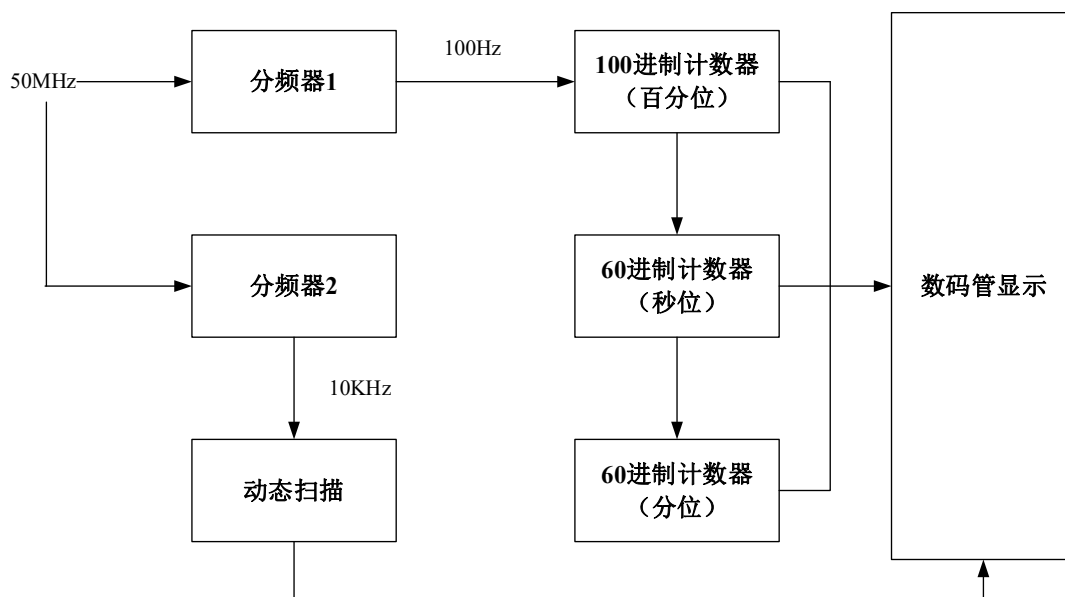 50MHz
分频器1
100Hz
100进制计数器
（百分位）
分频器2
60进制计数器
（秒位）
数码管显示
10KHz
动态扫描
60进制计数器
（分位）